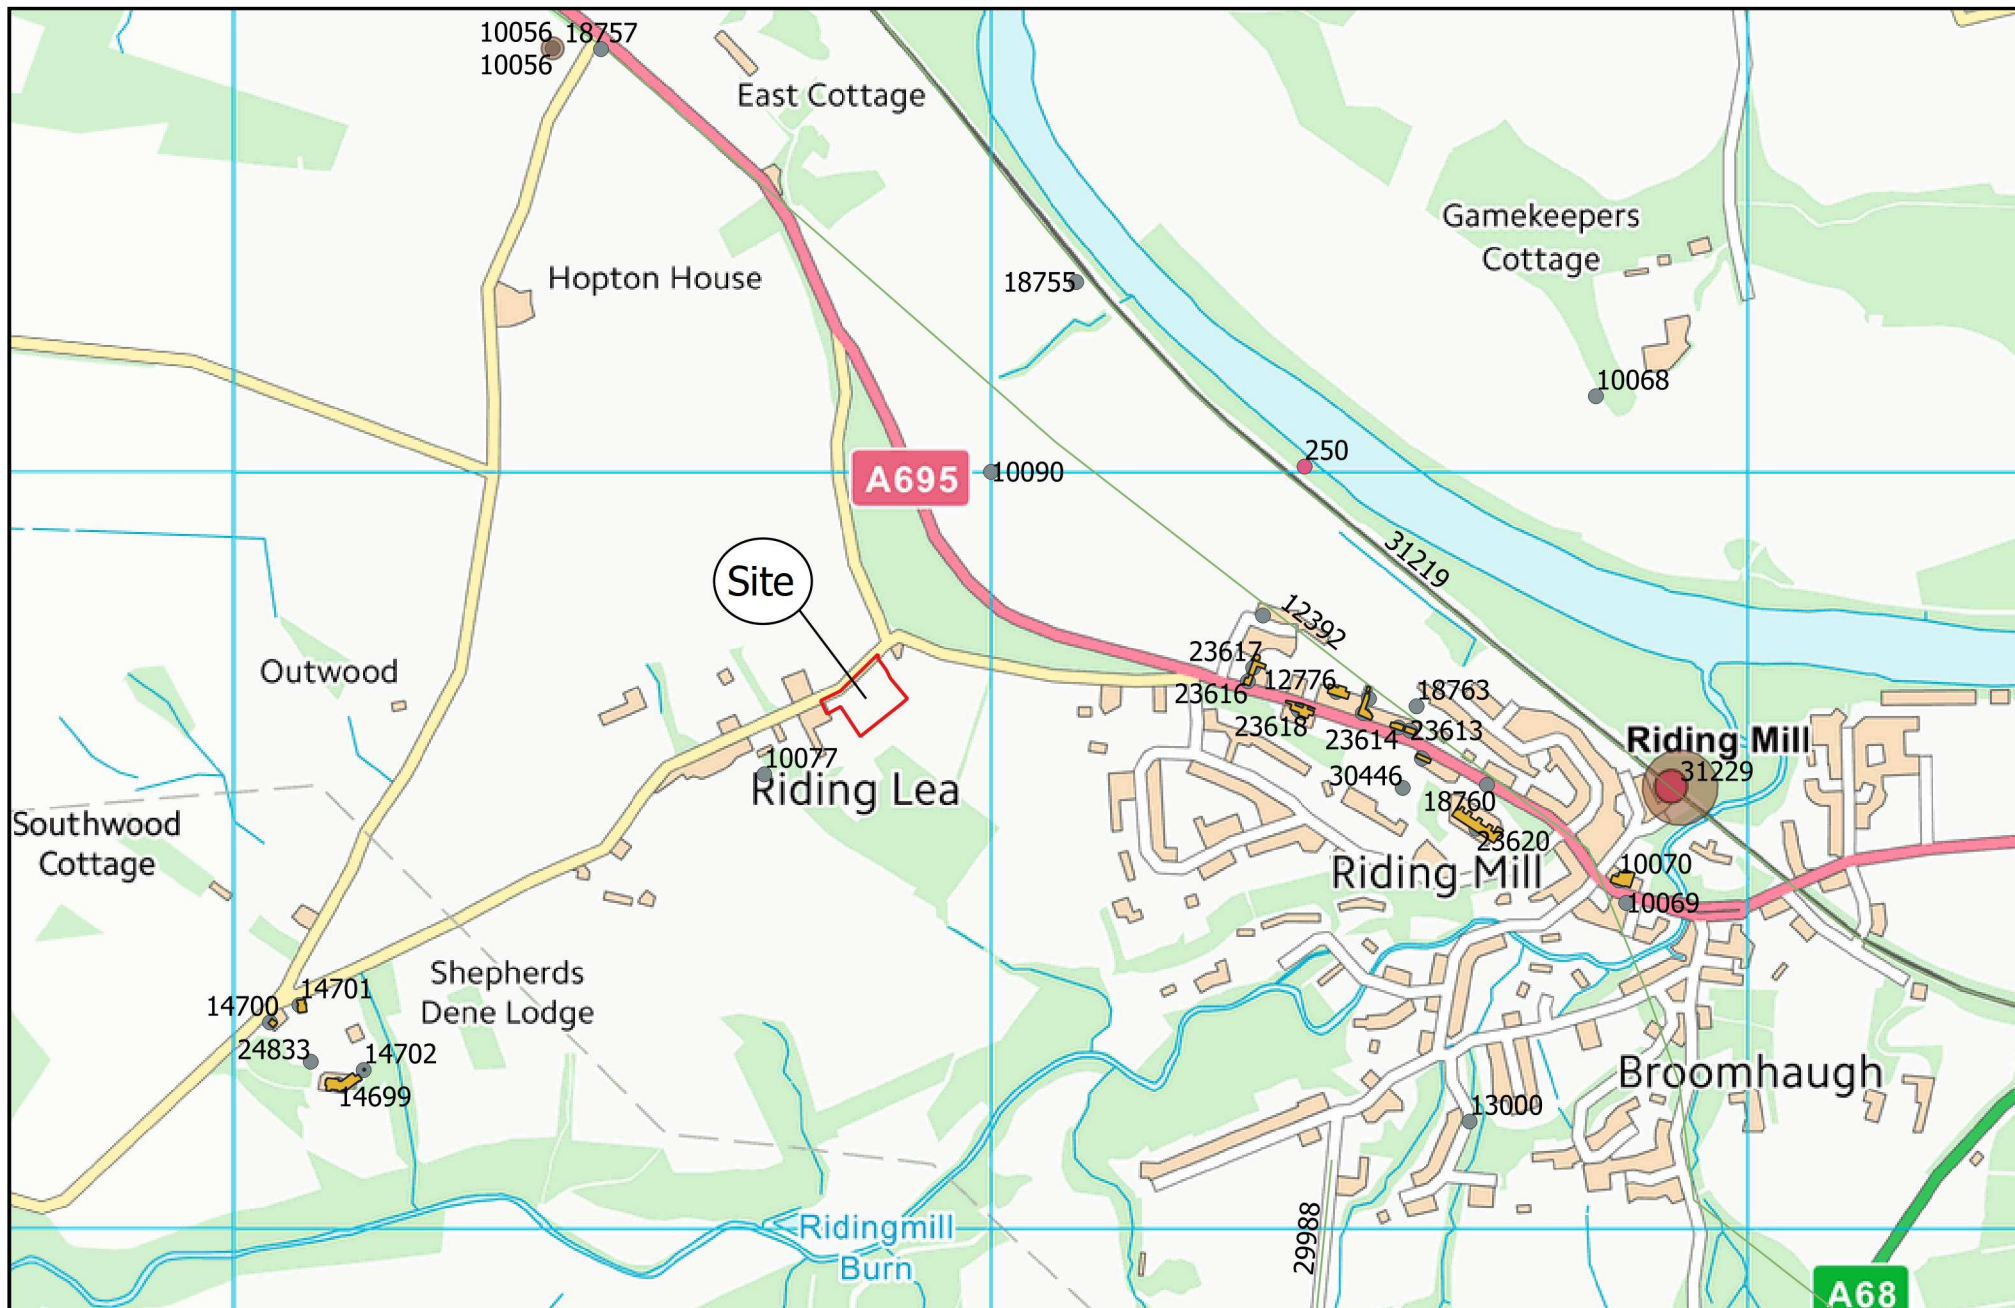 10056
18757
10056
East Cottage
Gamekeepers
Cottage
Hopton House
18755
10068
250
A695
10090
31219
Site
12392
23617
Outwood
12776
18763
23616
23618
23613
23614
Riding Mill
10077
31229
30446
Riding Lea
18760
Southwood
Cottage
23620
10070
Riding Mill
10069
Shepherds
Dene Lodge
14701
14700
24833
14702
Broomhaugh
14699
13000
Ridingmill
Burn
29988
A68